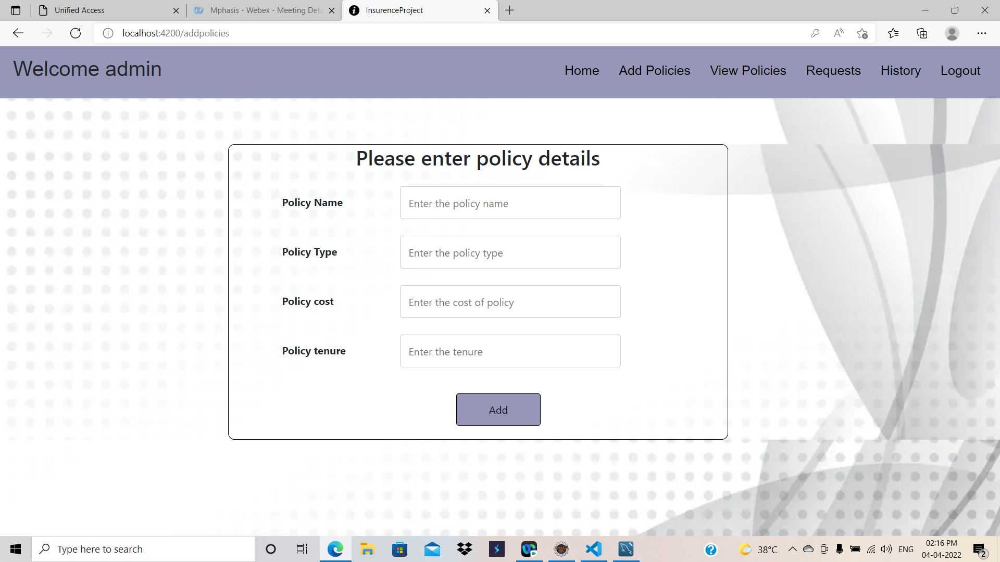 Unified Access
Mphasis - Webex - Meeting Deta
InsurenceProject
localhost:4200/addpolicies
Welcome admin
Home
Add Policies
View Policies
Requests
History
Logout
Please enter policy details
Policy Name
Enter the policy name
Policy Type
Enter the policy type
Policy cost
Enter the cost of policy
Policy tenure
Enter the tenure
Add
Type here to search
38°C
ENG
02:16 PM
04-04-2022
2